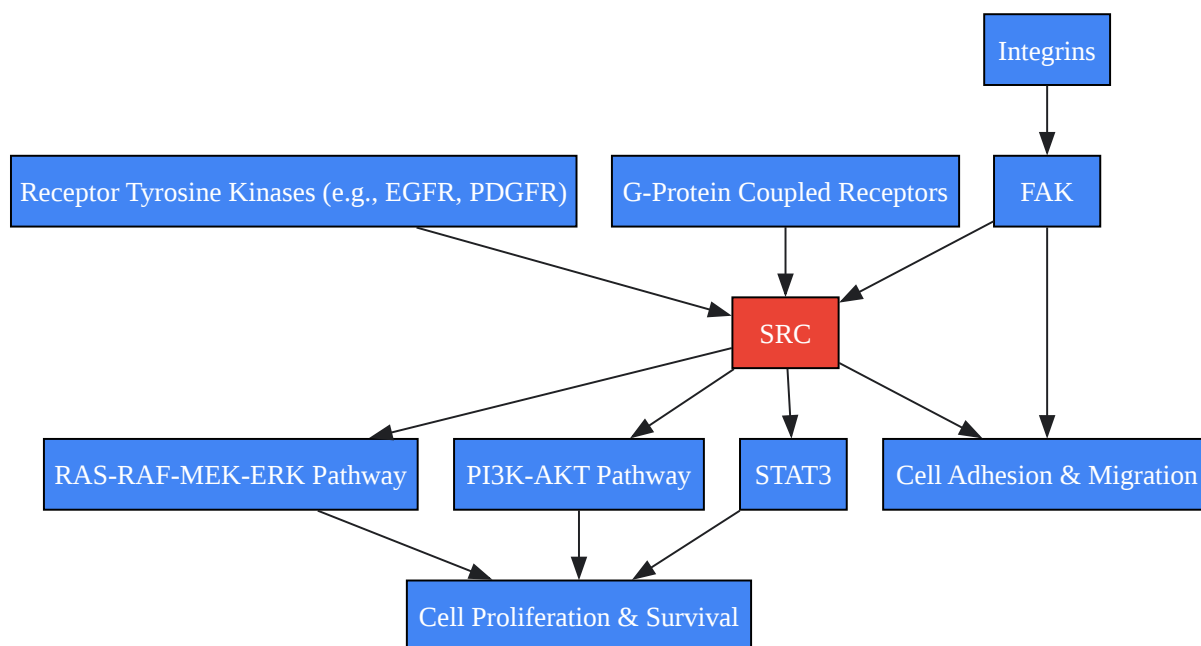 Integrins
Receptor Tyrosine Kinases (e.g., EGFR, PDGFR)
G-Protein Coupled Receptors
FAK
SRC
RAS-RAF-MEK-ERK Pathway
PI3K-AKT Pathway
STAT3
Cell Adhesion & Migration
Cell Proliferation & Survival